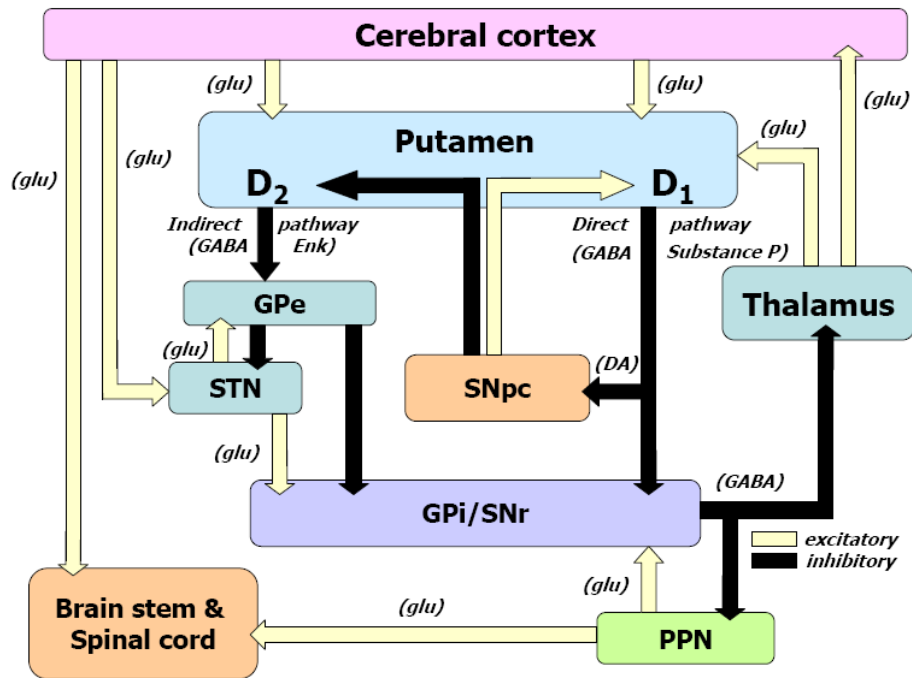 Cerebral cortex
(glu)
(glu)
(glu)
(glu)
(glu)
(glu)
Putamen
D2
D1
Indirect pathway
(GABA Enk)
Direct pathway
(GABA Substance P)
GPe
Thalamus
(glu)
STN
SNpc
(DA)
(glu)
(GABA)
GPi/SNr
excitatory
inhibitory
(glu)
(glu)
Brain stem &
Spinal cord
PPN